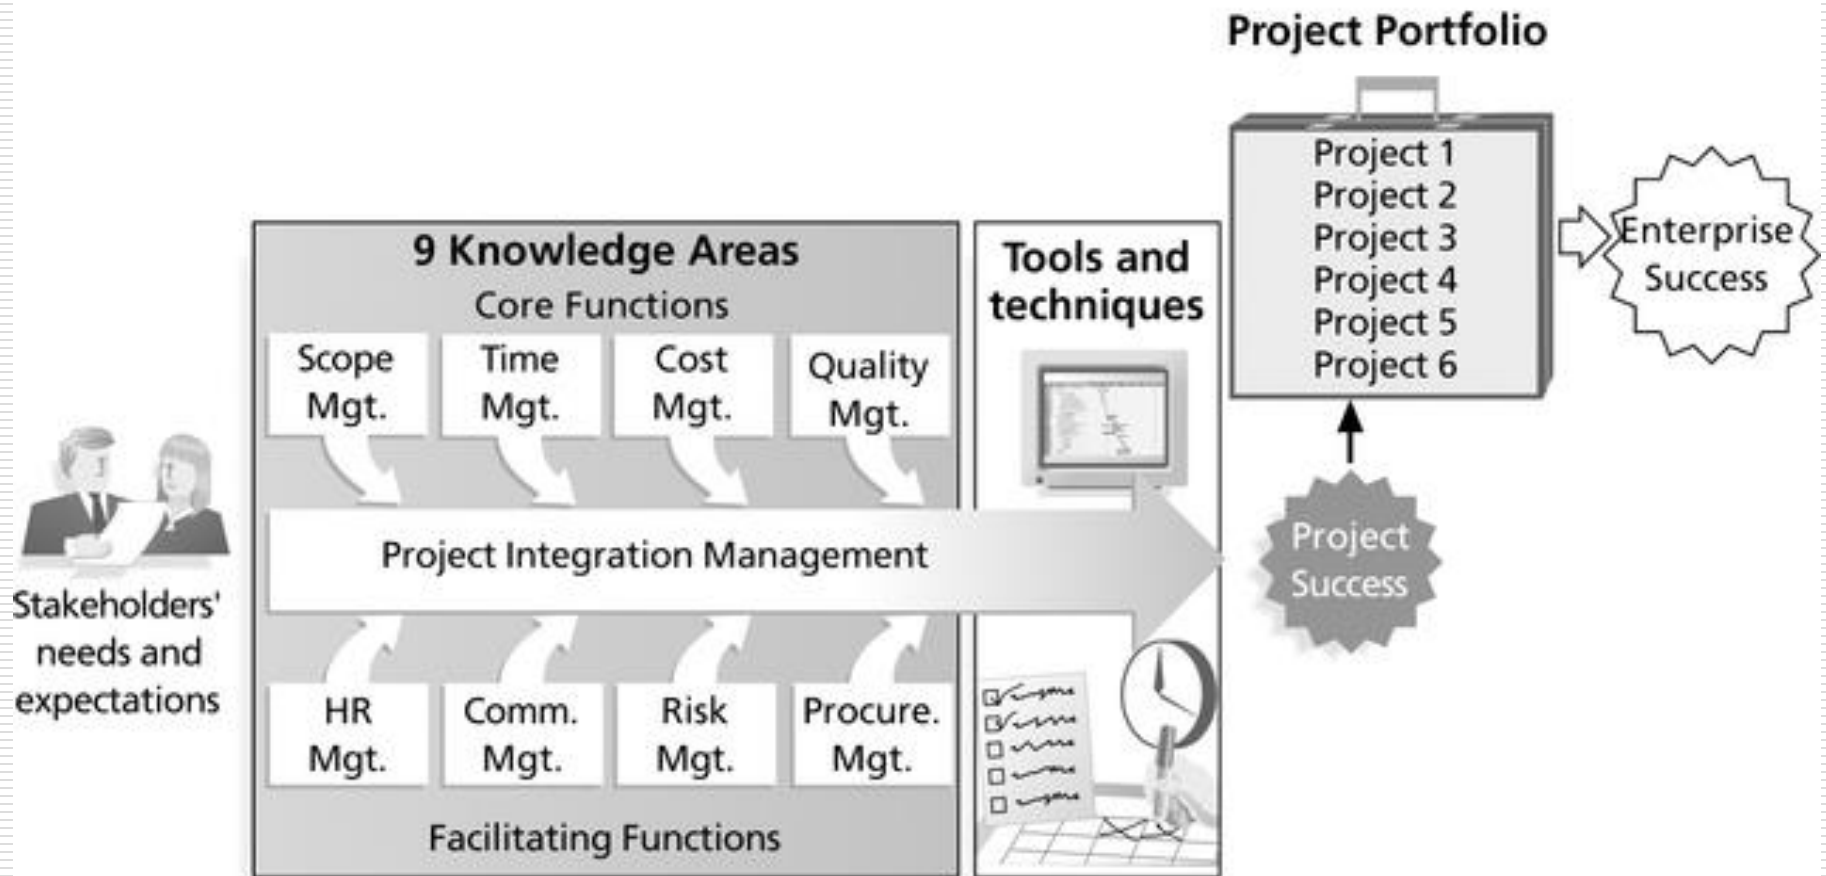 Project Portfolio
Project 1
Project 2
Project 3
Project 4
Project 5
Project 6
Enterprise
Success
9 Knowledge Areas
Core Functions
Scope
Mgt.
Time
Mgt.
Cost
Mgt.
Quality
Mgt.
Tools and
techniques
Project Integration Management
Project
Success
Stakeholders'
needs and
expectations
HR
Mgt.
Comm.
Mgt.
Risk
Mgt.
Procure.
Mgt.
Facilitating Functions